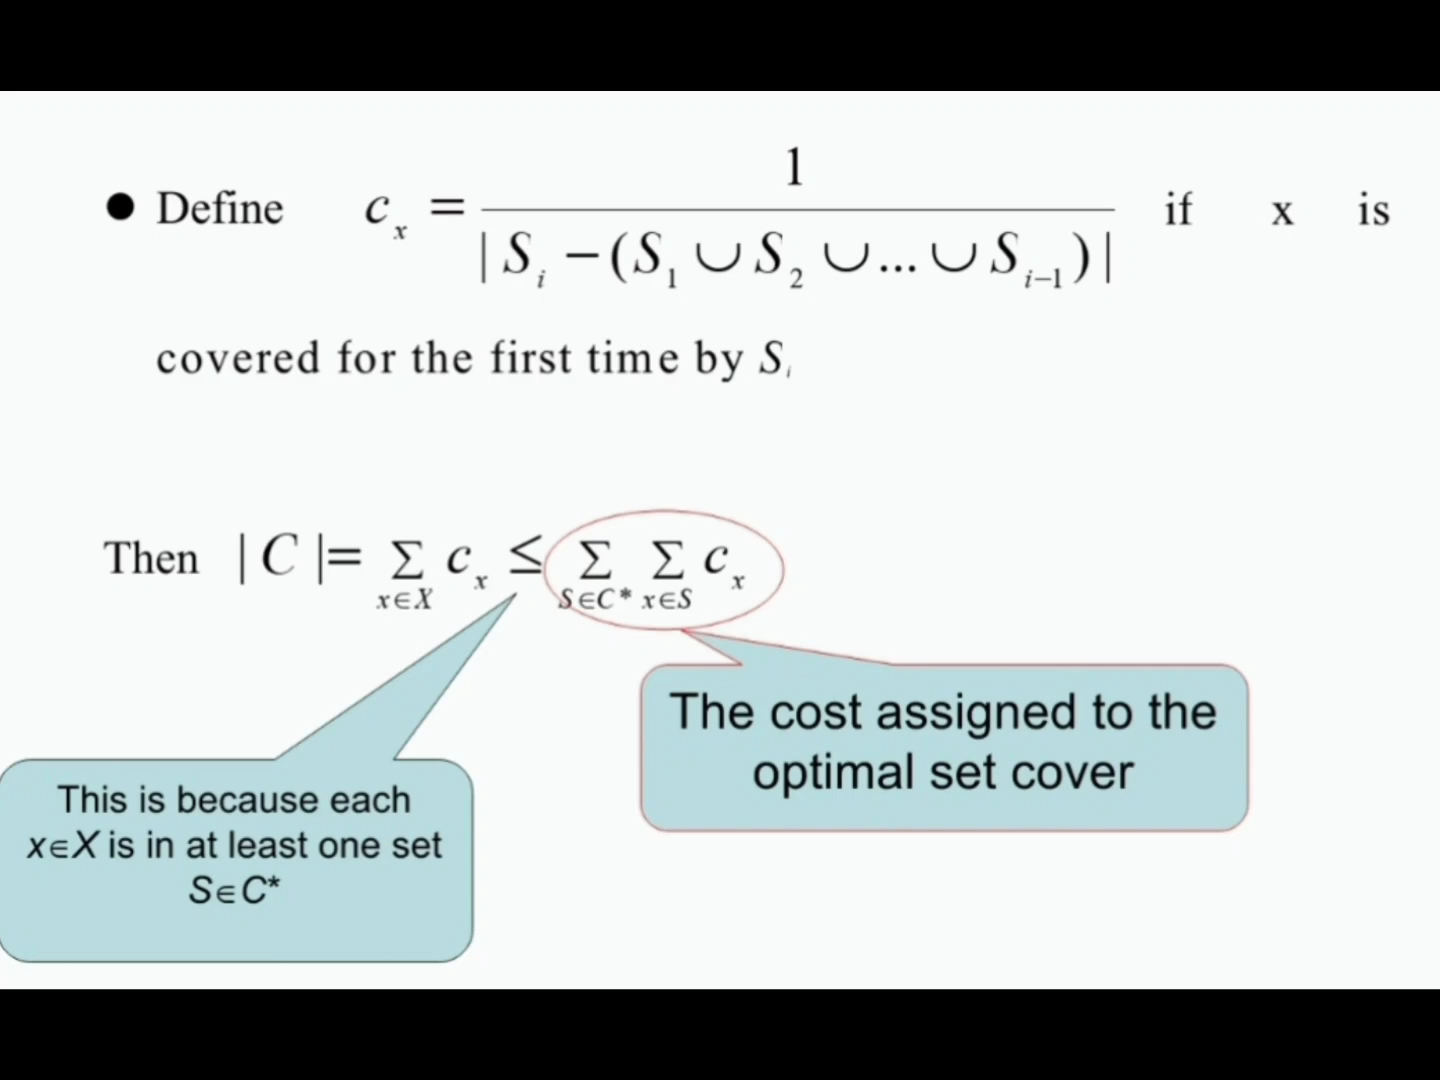 ● Define c_x = 1 / |S_i − (S_1 ∪ S_2 ∪ ... ∪ S_{i−1})| if x is
covered for the first time by S_i
Then |C| = Σ_{x∈X} c_x ≤ Σ_{S∈C*} Σ_{x∈S} c_x
The cost assigned to the
optimal set cover
This is because each
x∈X is in at least one set
S∈C*